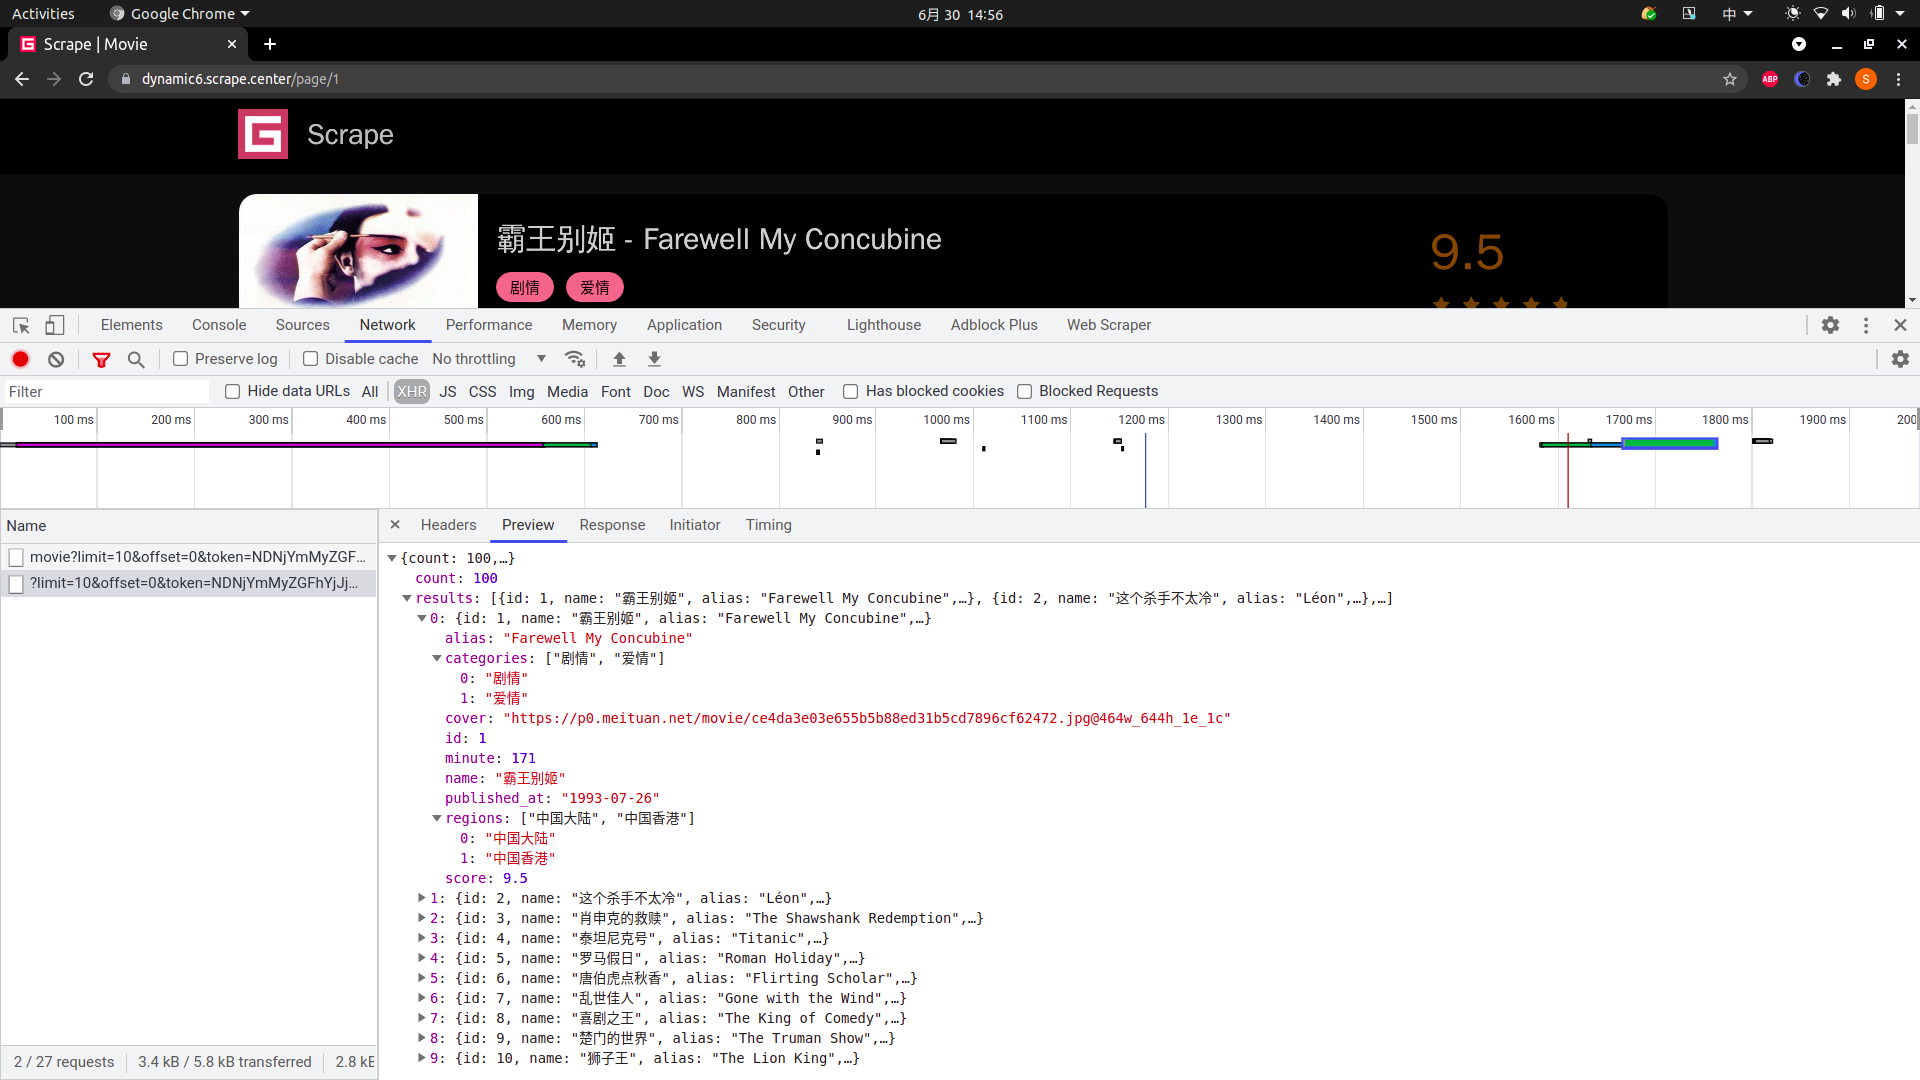 Activities
Google Chrome
6月 30 14:56
中
Scrape | Movie
dynamic6.scrape.center/page/1
ABP
S
Scrape
霸王别姬 - Farewell My Concubine
9.5
剧情
爱情
Elements
Console
Sources
Network
Performance
Memory
Application
Security
Lighthouse
Adblock Plus
Web Scraper
Preserve log
Disable cache
No throttling
Filter
Hide data URLs
All
XHR
JS
CSS
Img
Media
Font
Doc
WS
Manifest
Other
Has blocked cookies
Blocked Requests
100 ms
200 ms
300 ms
400 ms
500 ms
600 ms
700 ms
800 ms
900 ms
1000 ms
1100 ms
1200 ms
1300 ms
1400 ms
1500 ms
1600 ms
1700 ms
1800 ms
1900 ms
200
Name
Headers
Preview
Response
Initiator
Timing
movie?limit=10&offset=0&token=NDNjYmMyZGF…
?limit=10&offset=0&token=NDNjYmMyZGFhYjJj…
{count: 100,…}
count: 100
results: [{id: 1, name: "霸王别姬", alias: "Farewell My Concubine",…}, {id: 2, name: "这个杀手不太冷", alias: "Léon",…},…]
0: {id: 1, name: "霸王别姬", alias: "Farewell My Concubine",…}
alias: "Farewell My Concubine"
categories: ["剧情", "爱情"]
0: "剧情"
1: "爱情"
cover: "https://p0.meituan.net/movie/ce4da3e03e655b5b88ed31b5cd7896cf62472.jpg@464w_644h_1e_1c"
id: 1
minute: 171
name: "霸王别姬"
published_at: "1993-07-26"
regions: ["中国大陆", "中国香港"]
0: "中国大陆"
1: "中国香港"
score: 9.5
1: {id: 2, name: "这个杀手不太冷", alias: "Léon",…}
2: {id: 3, name: "肖申克的救赎", alias: "The Shawshank Redemption",…}
3: {id: 4, name: "泰坦尼克号", alias: "Titanic",…}
4: {id: 5, name: "罗马假日", alias: "Roman Holiday",…}
5: {id: 6, name: "唐伯虎点秋香", alias: "Flirting Scholar",…}
6: {id: 7, name: "乱世佳人", alias: "Gone with the Wind",…}
7: {id: 8, name: "喜剧之王", alias: "The King of Comedy",…}
8: {id: 9, name: "楚门的世界", alias: "The Truman Show",…}
9: {id: 10, name: "狮子王", alias: "The Lion King",…}
2 / 27 requests
3.4 kB / 5.8 kB transferred
2.8 kE